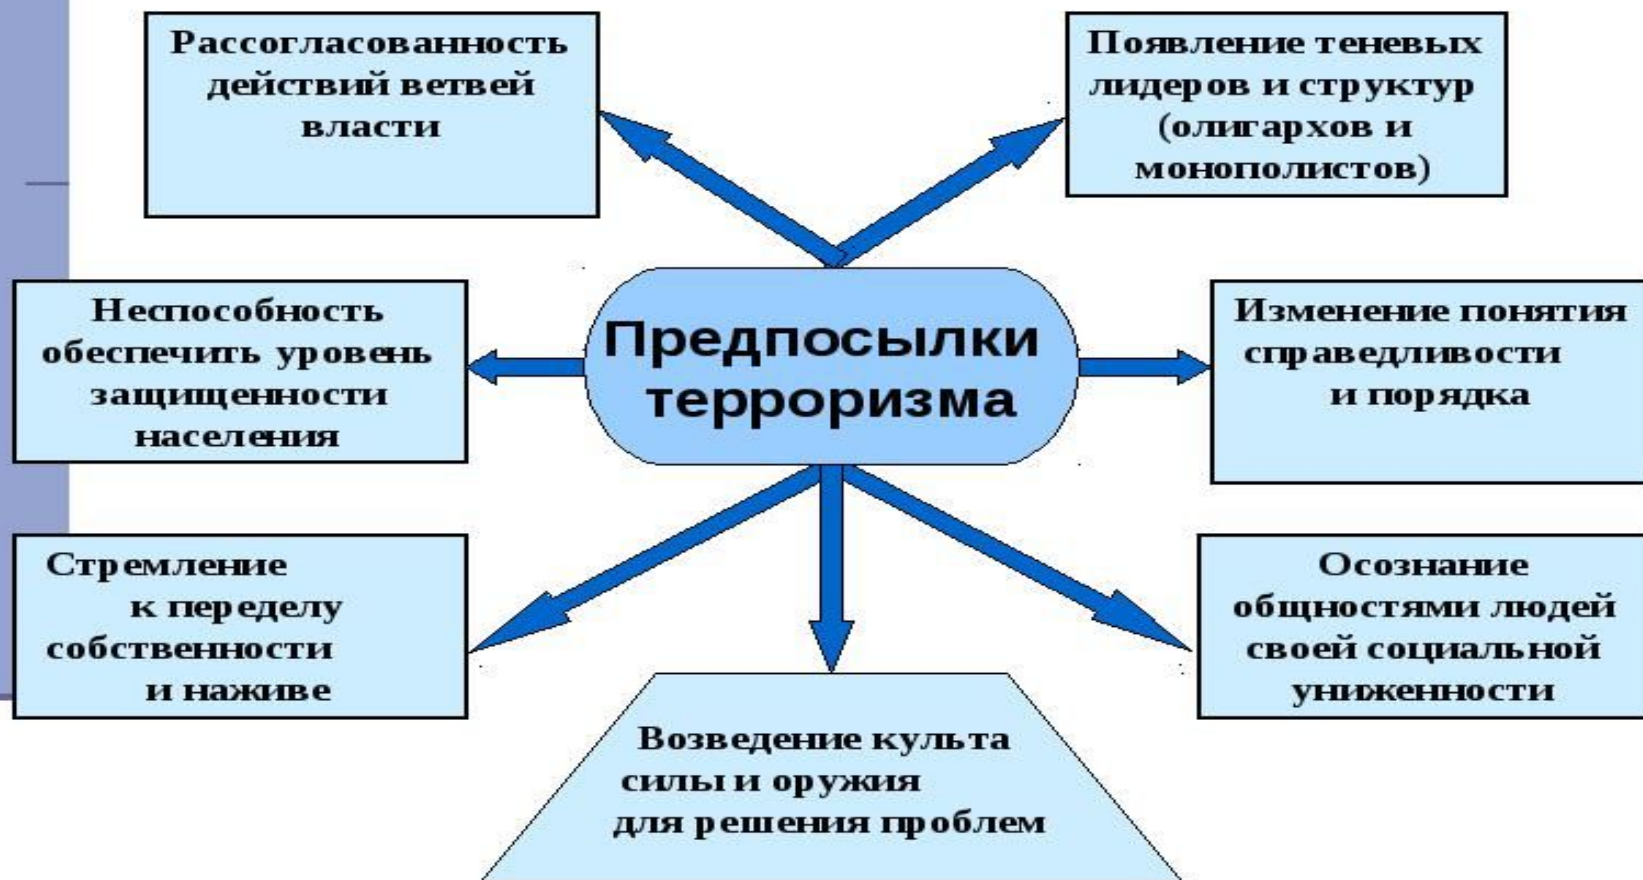 Рассогласованность
действий ветвей
власти
Появление теневых
лидеров и структур
(олигархов и
монополистов)
Неспособность
обеспечить уровень
защищенности
населения
Предпосылки
терроризма
Изменение понятия
справедливости
и порядка
Стремление
к переделу
собственности
и наживе
Возведение культа
силы и оружия
для решения проблем
Осознание
общностями людей
своей социальной
униженности